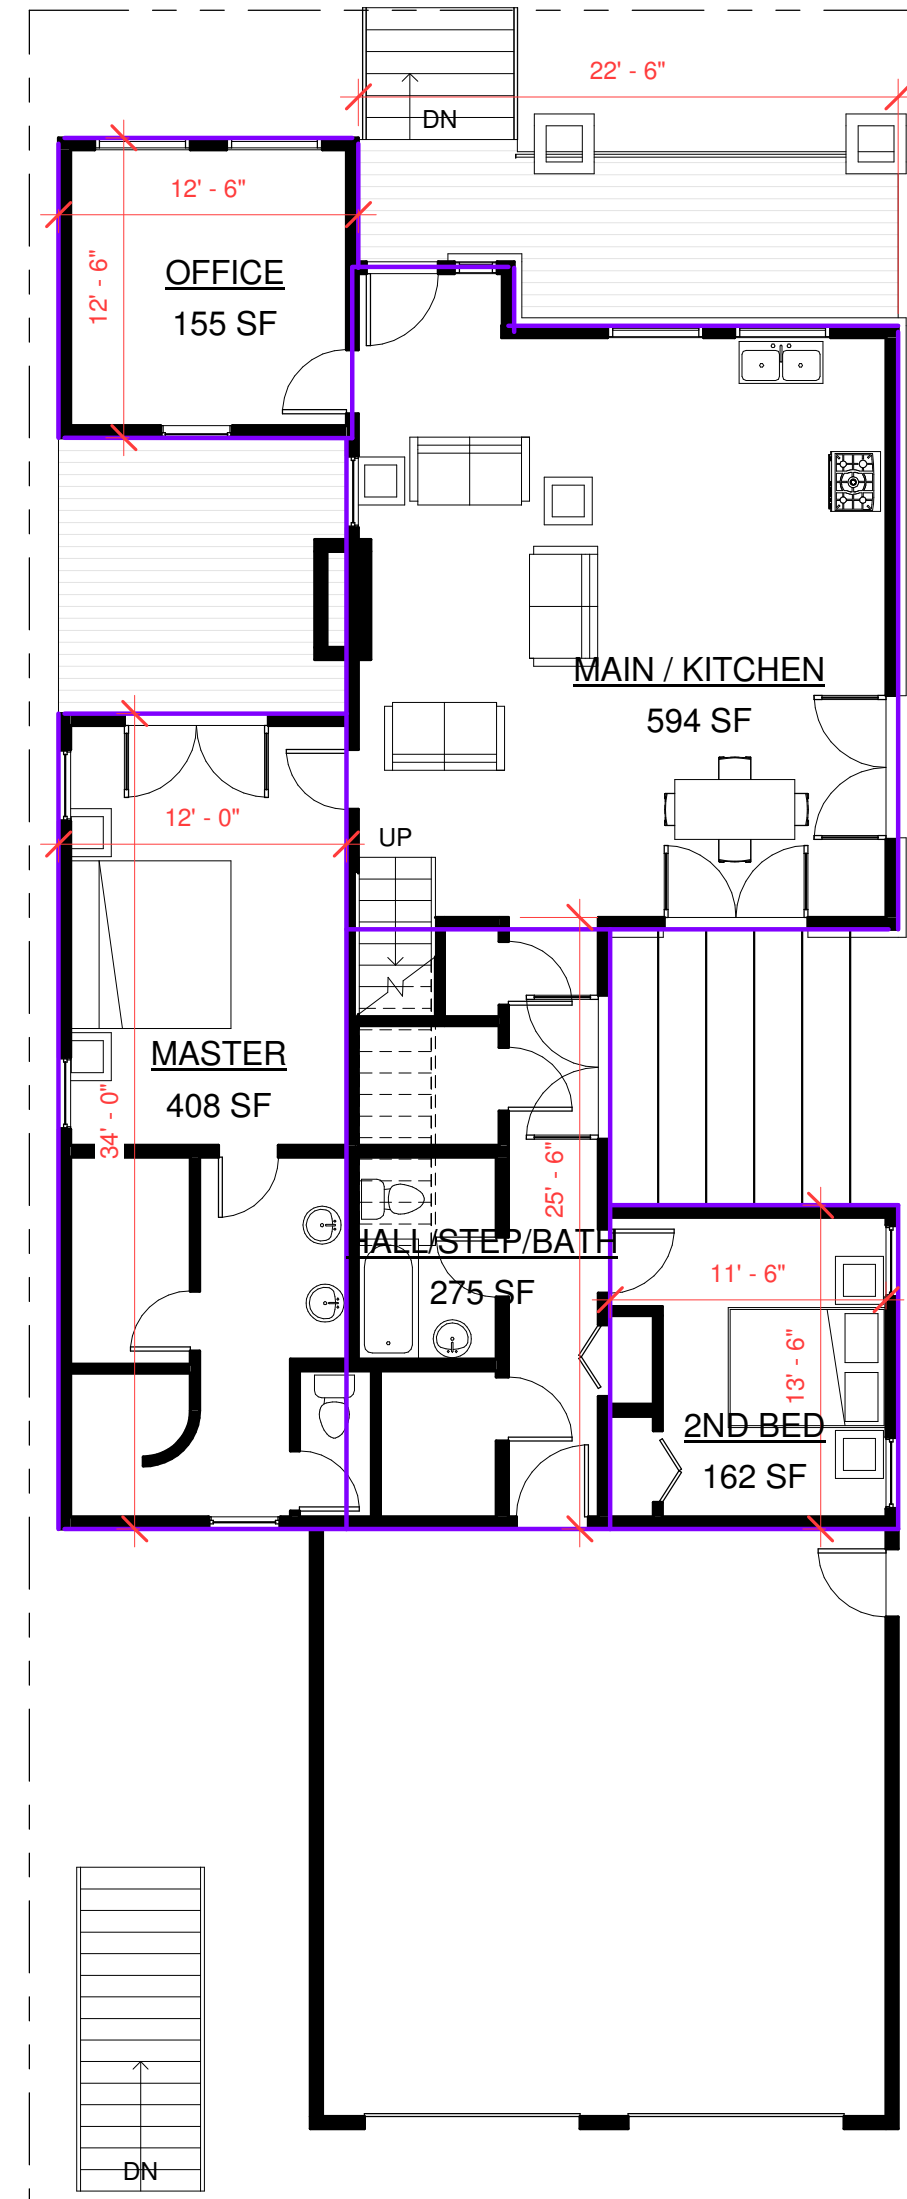 22' - 6"
DN
12' - 6"
12' - 6"
OFFICE
155 SF
MAIN / KITCHEN
594 SF
12' - 0"
UP
MASTER
408 SF
34' - 0"
25' - 6"
HALL/STEP/BATH
275 SF
11' - 6"
13' - 6"
2ND BED
162 SF
DN